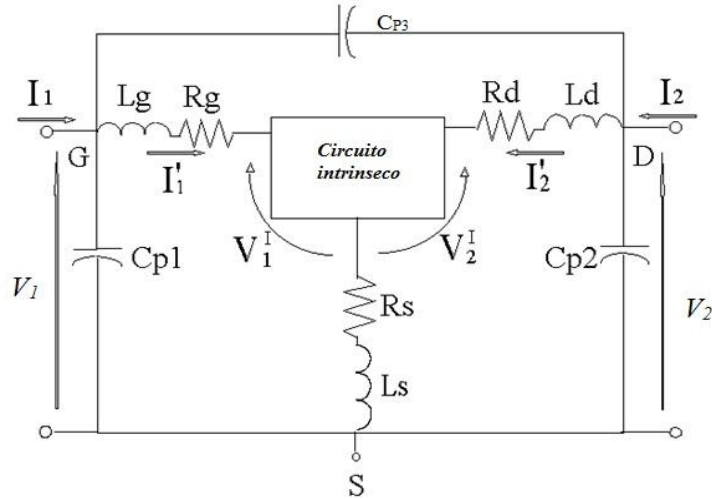 CP3
I1
Lg
Rg
Rd
Ld
I2
G
I'1
Circuito
intrinseco
I'2
D
V1I
V2I
Cp1
Cp2
V1
Rs
V2
Ls
S